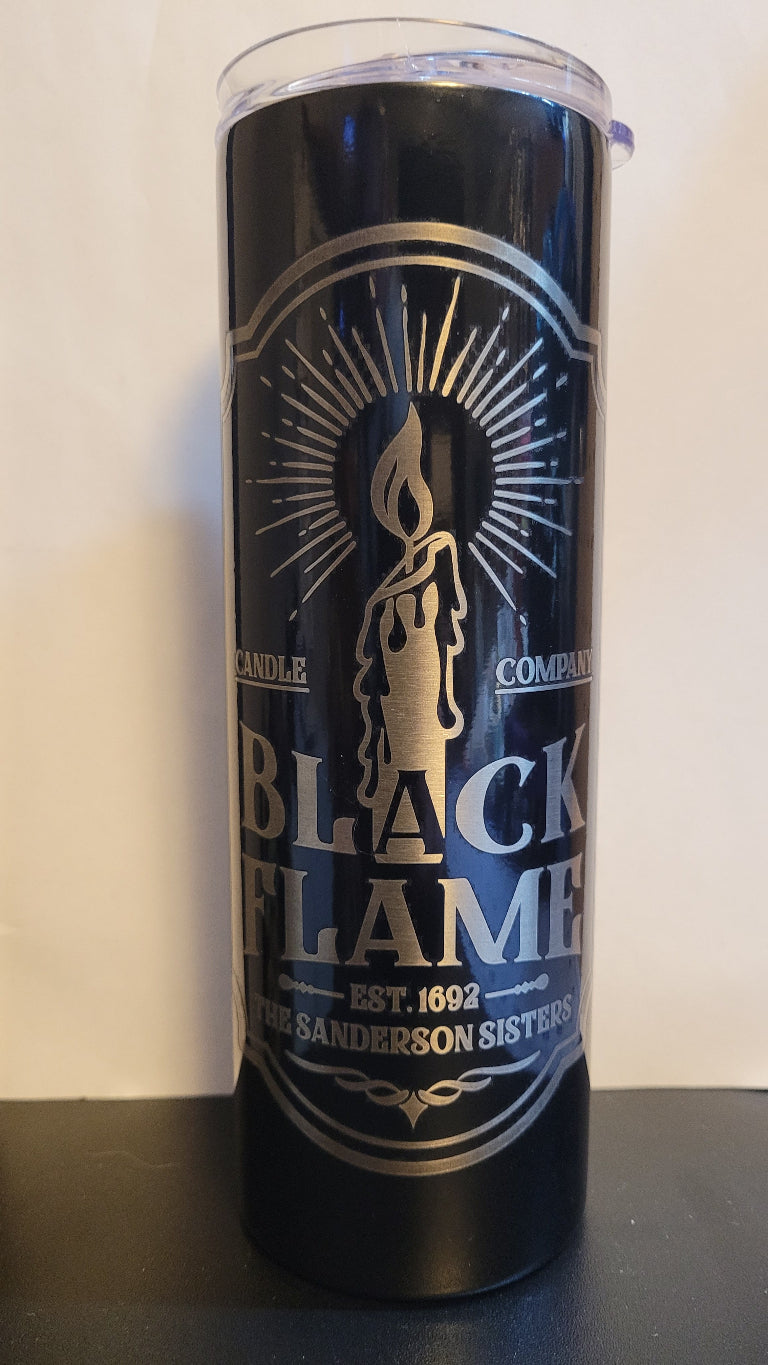 CANDLE COMPANY
BLACK
FLAME
EST. 1692
THE SANDERSON SISTERS